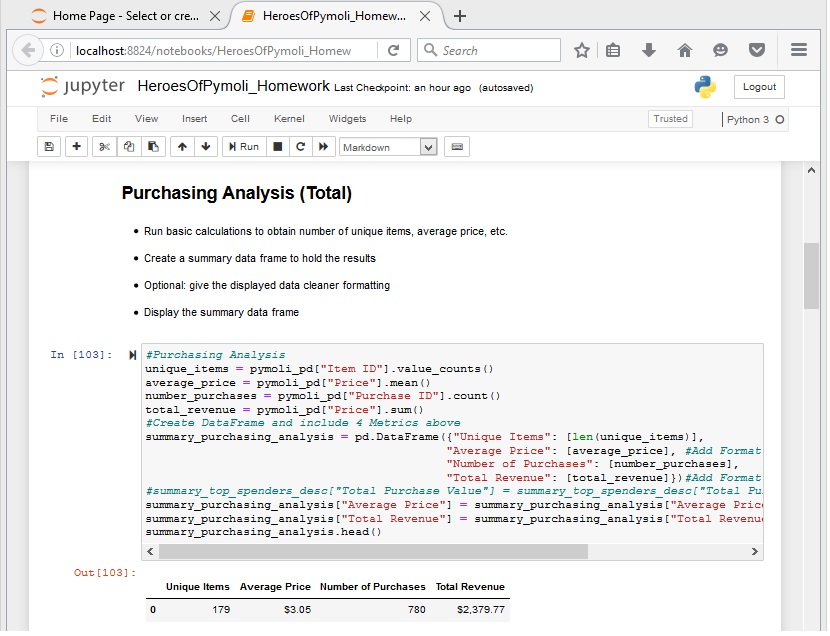 Home Page - Select or cre...
HeroesOfPymoli_Homew...
localhost:8824/notebooks/HeroesOfPymoli_Homew
Search
jupyter HeroesOfPymoli_Homework Last Checkpoint: an hour ago (autosaved)
Logout
File Edit View Insert Cell Kernel Widgets Help
Trusted
Python 3
Run
Markdown
Purchasing Analysis (Total)
• Run basic calculations to obtain number of unique items, average price, etc.
• Create a summary data frame to hold the results
• Optional: give the displayed data cleaner formatting
• Display the summary data frame
In [103]:
#Purchasing Analysis
unique_items = pymoli_pd["Item ID"].value_counts()
average_price = pymoli_pd["Price"].mean()
number_purchases = pymoli_pd["Purchase ID"].count()
total_revenue = pymoli_pd["Price"].sum()
#Create DataFrame and include 4 Metrics above
summary_purchasing_analysis = pd.DataFrame({"Unique Items": [len(unique_items)],
"Average Price": [average_price], #Add Format
"Number of Purchases": [number_purchases],
"Total Revenue": [total_revenue]})#Add Format
#summary_top_spenders_desc["Total Purchase Value"] = summary_top_spenders_desc["Total Pu
summary_purchasing_analysis["Average Price"] = summary_purchasing_analysis["Average Price
summary_purchasing_analysis["Total Revenue"] = summary_purchasing_analysis["Total Revenu
summary_purchasing_analysis.head()
Out[103]:
Unique Items Average Price Number of Purchases Total Revenue
0 179 $3.05 780 $2,379.77